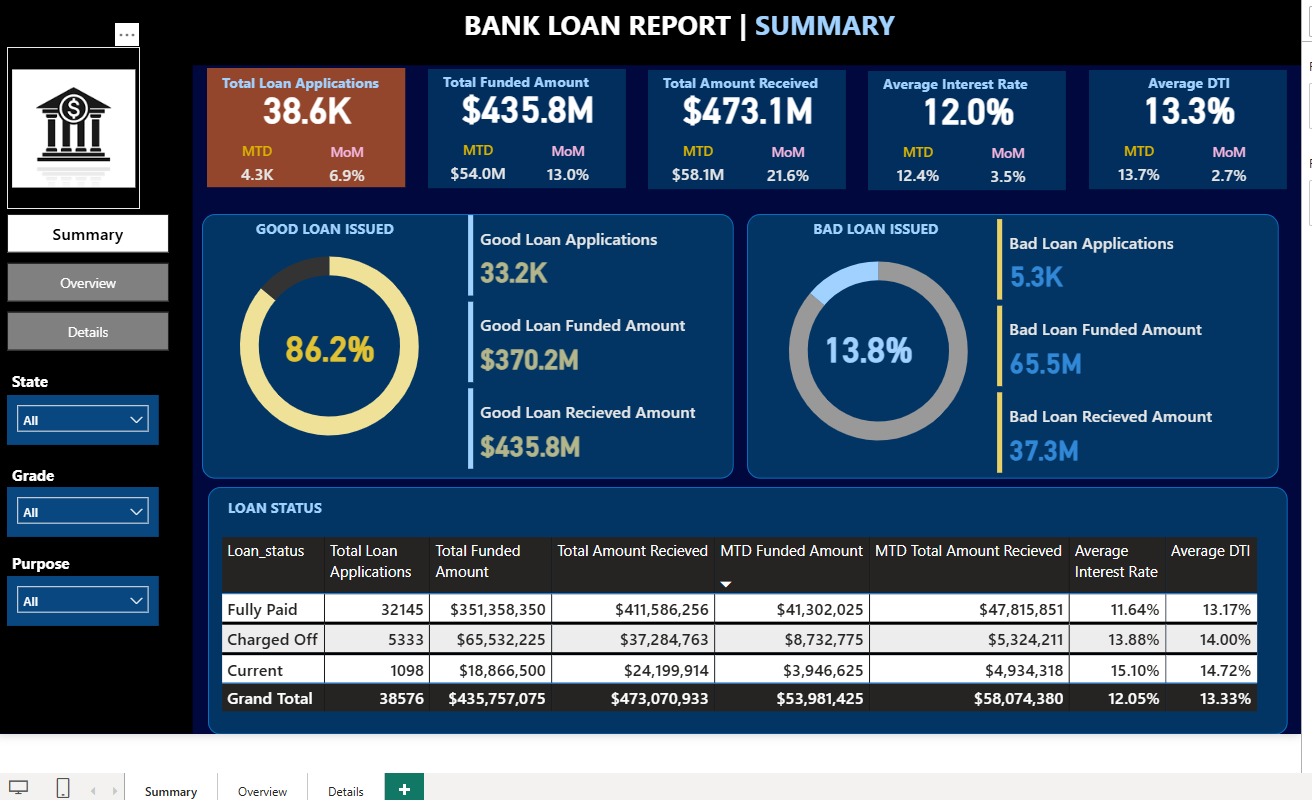 BANK LOAN REPORT | SUMMARY
...
$
Summary
Overview
Details
State
All
Grade
All
Purpose
All
Total Loan Applications
38.6K
MTD MoM
4.3K 6.9%
Total Funded Amount
$435.8M
MTD MoM
$54.0M 13.0%
Total Amount Received
$473.1M
MTD MoM
$58.1M 21.6%
Average Interest Rate
12.0%
MTD MoM
12.4% 3.5%
Average DTI
13.3%
MTD MoM
13.7% 2.7%
GOOD LOAN ISSUED
86.2%
Good Loan Applications
33.2K
Good Loan Funded Amount
$370.2M
Good Loan Recieved Amount
$435.8M
BAD LOAN ISSUED
13.8%
Bad Loan Applications
5.3K
Bad Loan Funded Amount
65.5M
Bad Loan Recieved Amount
37.3M
LOAN STATUS
Loan_status Total Loan Total Funded Total Amount Recieved MTD Funded Amount MTD Total Amount Recieved Average Average DTI
Applications Amount Interest Rate
Fully Paid 32145 $351,358,350 $411,586,256 $41,302,025 $47,815,851 11.64% 13.17%
Charged Off 5333 $65,532,225 $37,284,763 $8,732,775 $5,324,211 13.88% 14.00%
Current 1098 $18,866,500 $24,199,914 $3,946,625 $4,934,318 15.10% 14.72%
Grand Total 38576 $435,757,075 $473,070,933 $53,981,425 $58,074,380 12.05% 13.33%
Summary Overview Details +